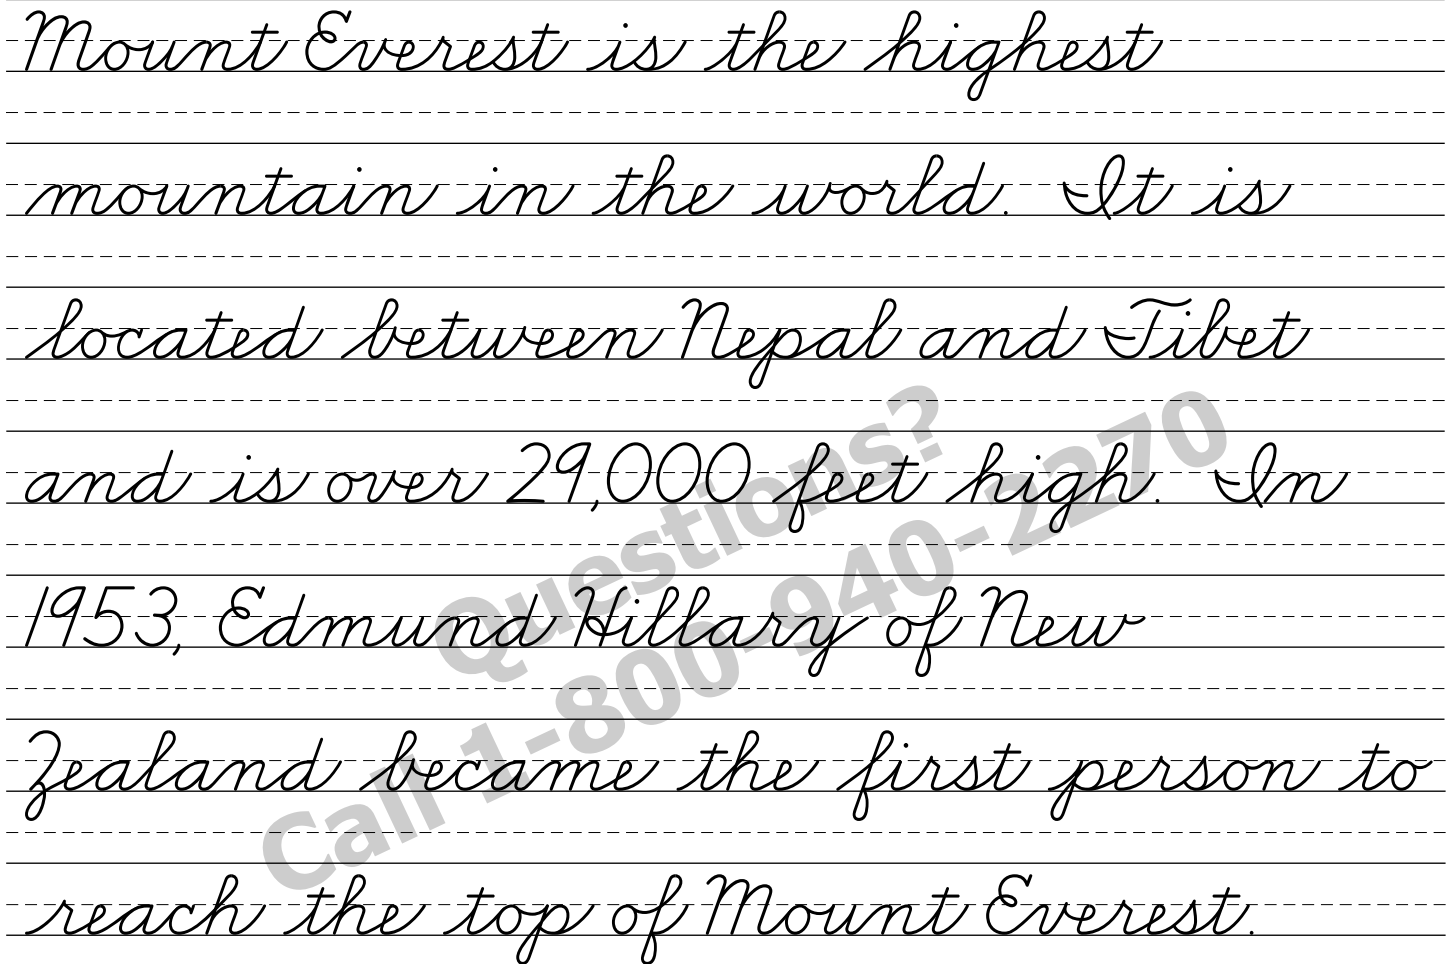 Mount Everest is the highest
mountain in the world. It is
located between Nepal and Tibet
and is over 29,000 feet high. In
1953, Edmund Hillary of New
Zealand became the first person to
reach the top of Mount Everest.
Questions?
Call 1-800-940-2270